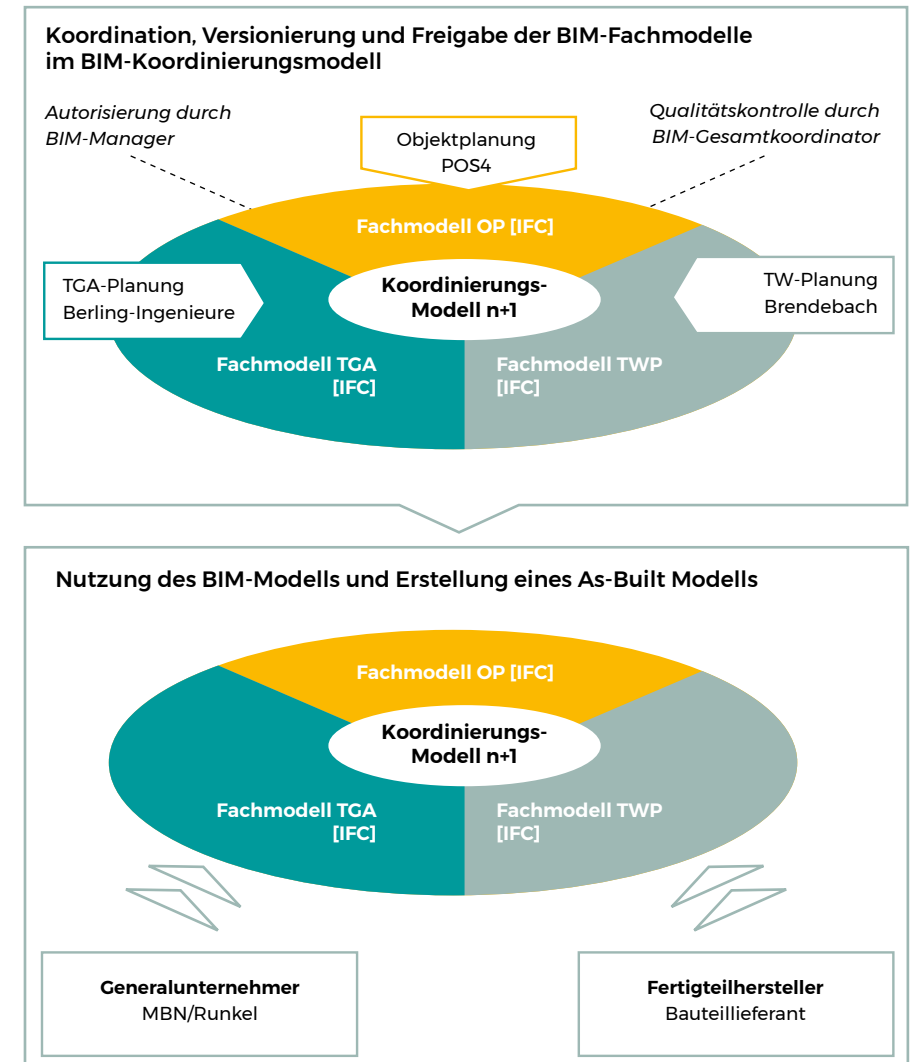 Koordination, Versionierung und Freigabe der BIM-Fachmodelle
im BIM-Koordinierungsmodell
Autorisierung durch
BIM-Manager
Objektplanung
POS4
Qualitätskontrolle durch
BIM-Gesamtkoordinator
Fachmodell OP [IFC]
TGA-Planung
Berling-Ingenieure
Koordinierungs-
Modell n+1
TW-Planung
Brendebach
Fachmodell TGA
[IFC]
Fachmodell TWP
[IFC]
Nutzung des BIM-Modells und Erstellung eines As-Built Modells
Fachmodell OP [IFC]
Koordinierungs-
Modell n+1
Fachmodell TGA
[IFC]
Fachmodell TWP
[IFC]
Generalunternehmer
MBN/Runkel
Fertigteilhersteller
Bauteillieferant